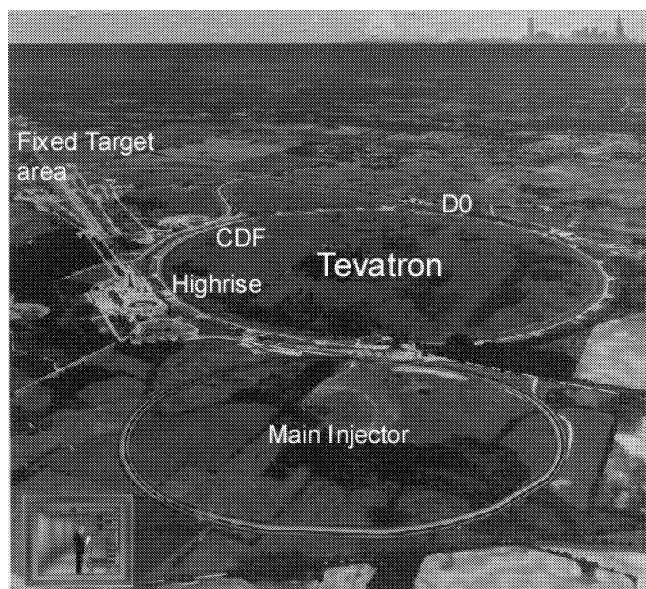 Fixed Target
area
D0
CDF
Tevatron
Highrise
Main Injector